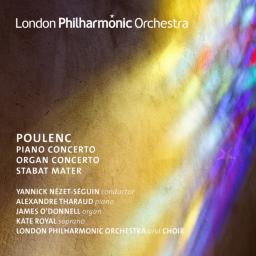 London Philharmonic Orchestra
POULENC
PIANO CONCERTO
ORGAN CONCERTO
STABAT MATER
YANNICK NÉZET-SÉGUIN conductor
ALEXANDRE THARAUD piano
JAMES O'DONNELL organ
KATE ROYAL soprano
LONDON PHILHARMONIC ORCHESTRA and CHOIR